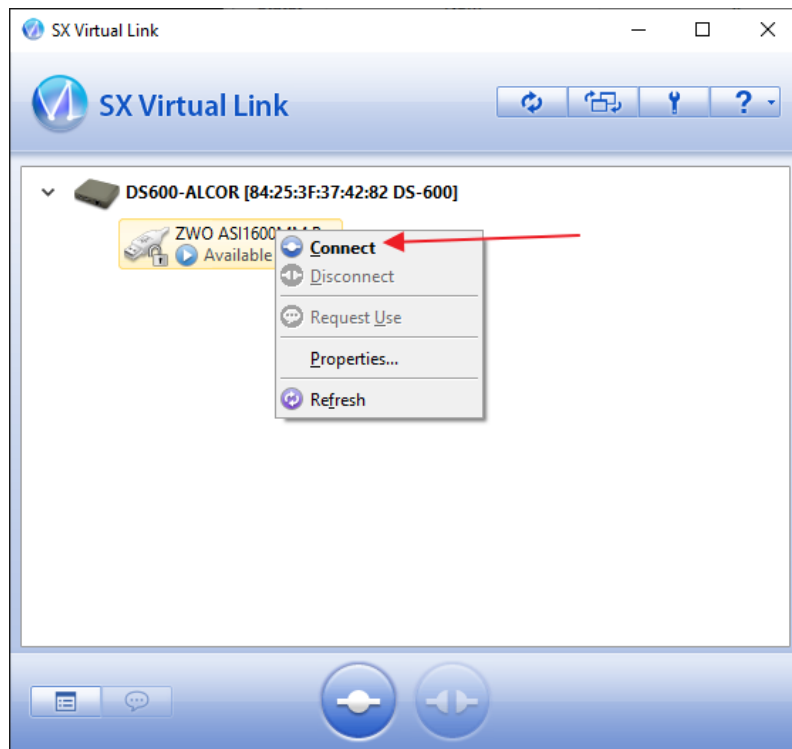 SX Virtual Link
SX Virtual Link
?
DS600-ALCOR [84:25:3F:37:42:82 DS-600]
ZWO ASI1600
Available
Connect
Disconnect
Request Use
Properties...
Refresh